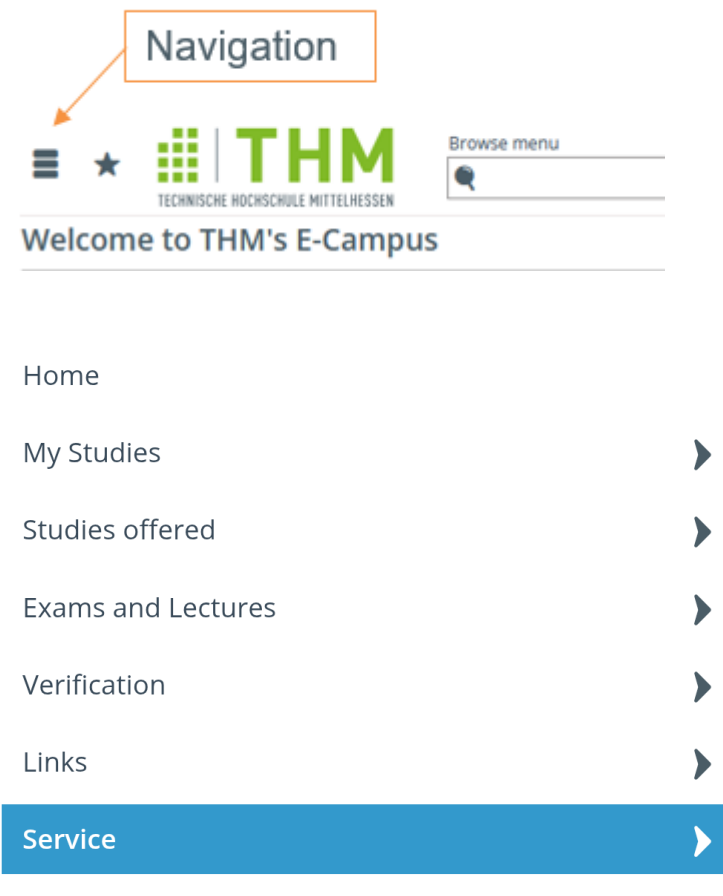 Navigation
THM
TECHNISCHE HOCHSCHULE MITTELHESSEN
Browse menu
Welcome to THM's E-Campus
Home
My Studies
Studies offered
Exams and Lectures
Verification
Links
Service